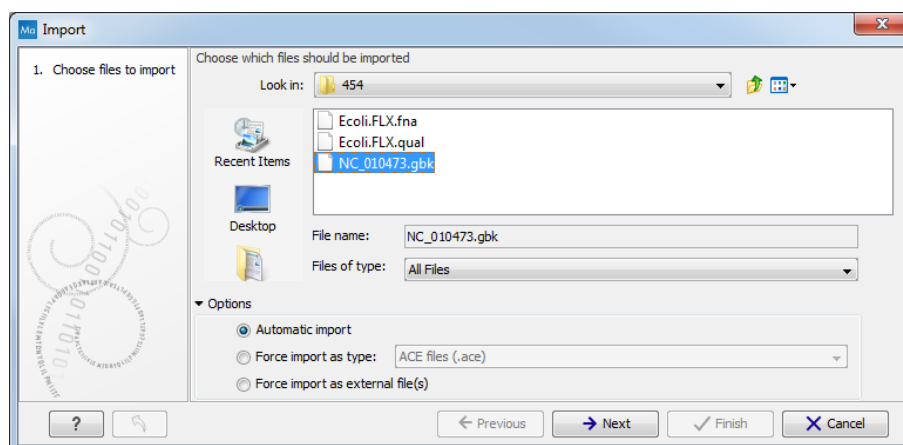 Ma Import
Choose which files should be imported
1. Choose files to import
Look in: 454
Ecoli.FLX.fna
Ecoli.FLX.qual
NC_010473.gbk
Recent Items
Desktop
File name: NC_010473.gbk
Files of type: All Files
Options
Automatic import
Force import as type: ACE files (.ace)
Force import as external file(s)
? Previous Next Finish Cancel